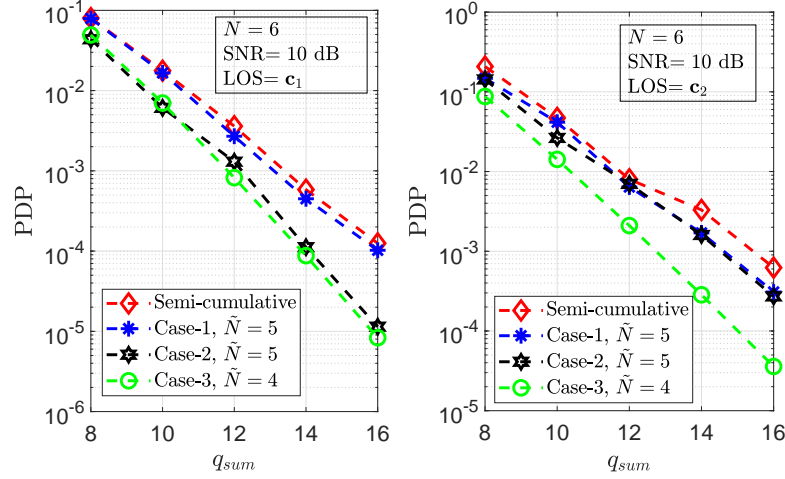 10^-1
10^-2
10^-3
10^-4
10^-5
10^-6
PDP
N = 6
SNR= 10 dB
LOS= c_1
Semi-cumulative
Case-1, Ñ = 5
Case-2, Ñ = 5
Case-3, Ñ = 4
8 10 12 14 16
q_sum
10^0
10^-1
10^-2
10^-3
10^-4
10^-5
PDP
N = 6
SNR= 10 dB
LOS= c_2
Semi-cumulative
Case-1, Ñ = 5
Case-2, Ñ = 5
Case-3, Ñ = 4
8 10 12 14 16
q_sum